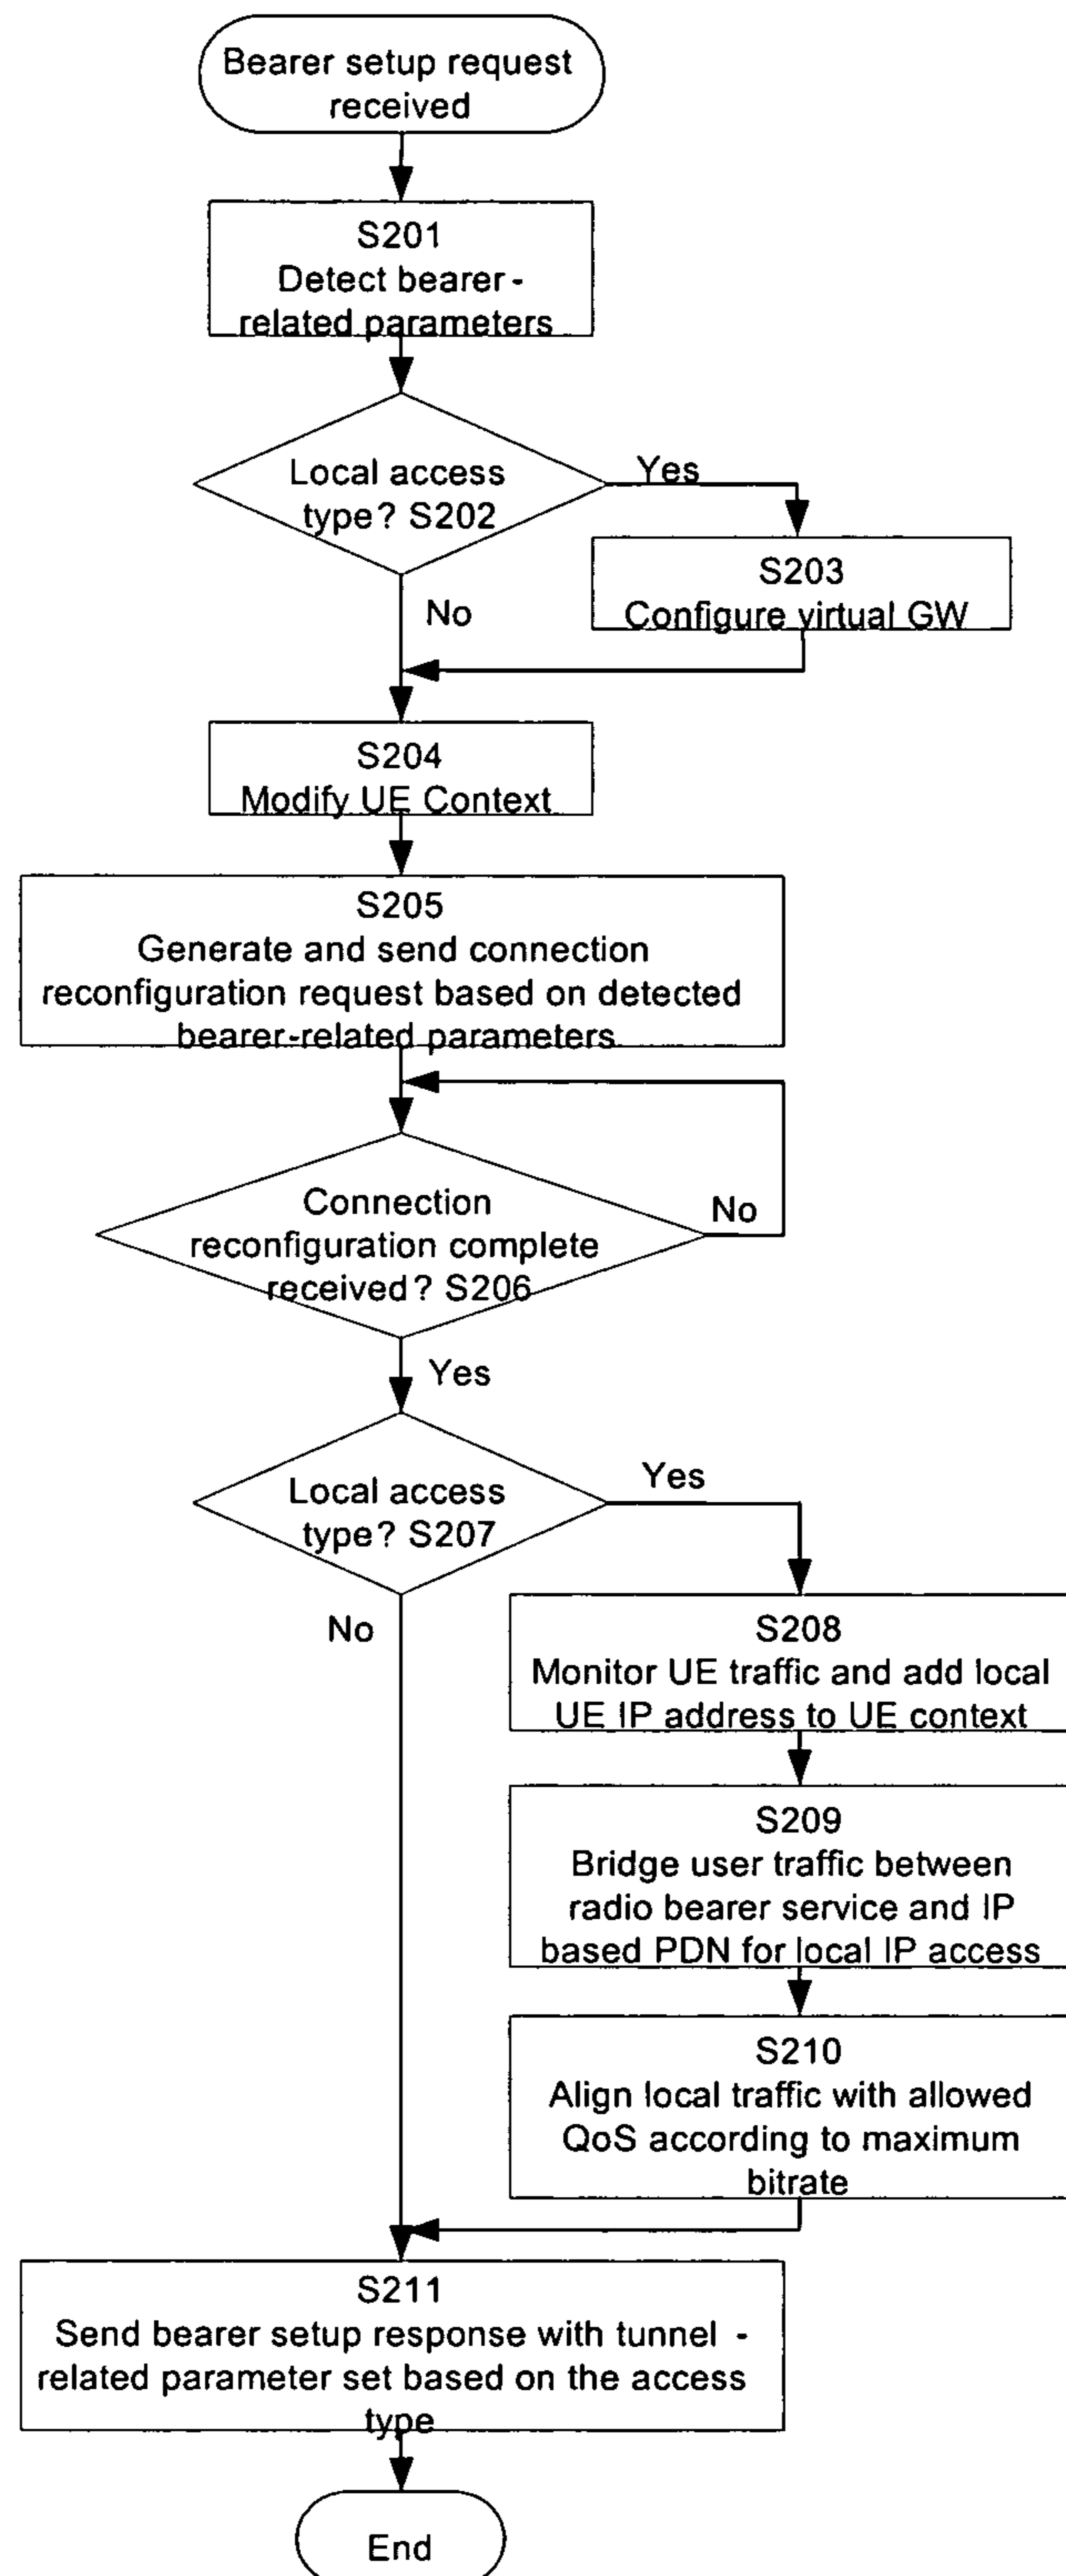 Bearer setup request
received
S201
Detect bearer-
related parameters
Local access
type? S202
Yes
S203
Configure virtual GW
No
S204
Modify UE Context
S205
Generate and send connection
reconfiguration request based on detected
bearer-related parameters
Connection
reconfiguration complete
received? S206
No
Yes
Local access
type? S207
Yes
No
S208
Monitor UE traffic and add local
UE IP address to UE context
S209
Bridge user traffic between
radio bearer service and IP
based PDN for local IP access
S210
Align local traffic with allowed
QoS according to maximum
bitrate
S211
Send bearer setup response with tunnel -
related parameter set based on the access
type
End